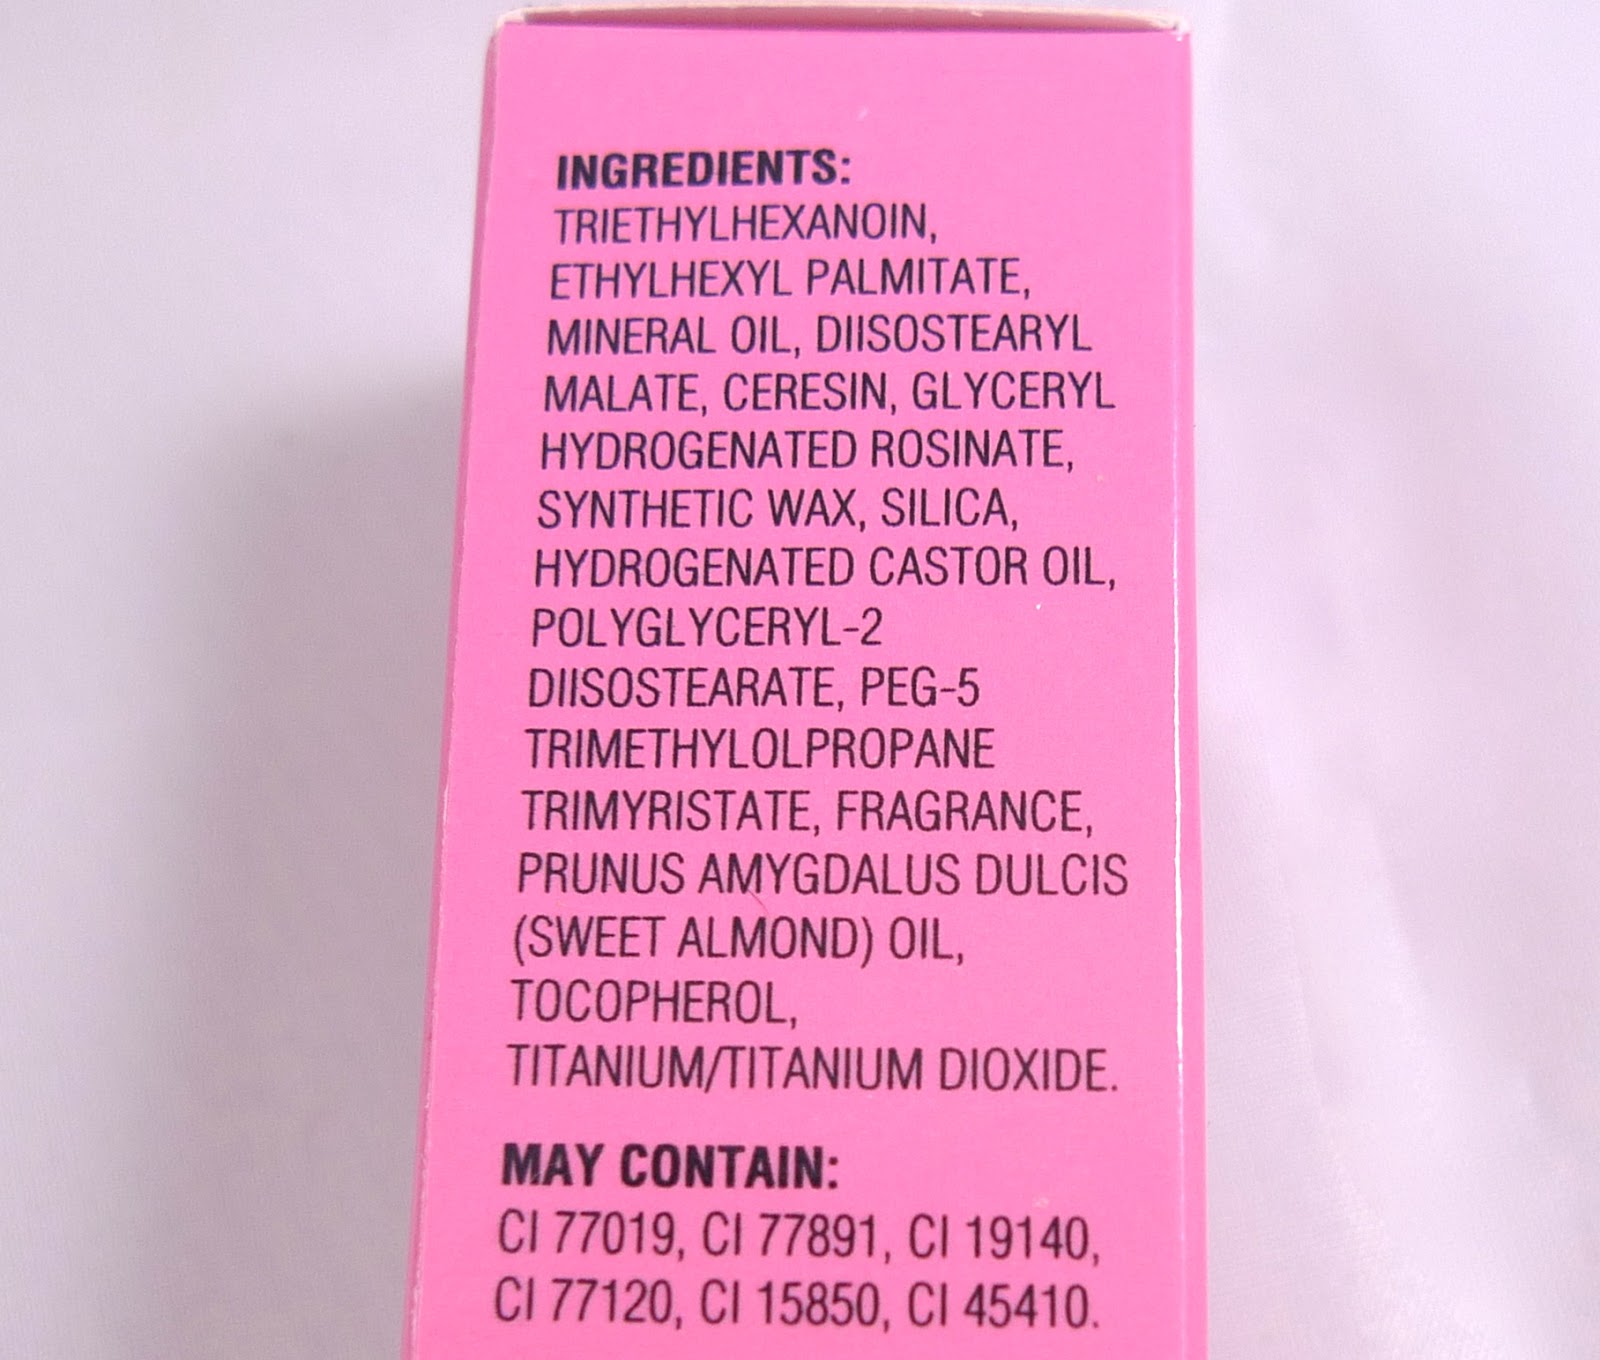 INGREDIENTS:
TRIETHYLHEXANOIN,
ETHYLHEXYL PALMITATE,
MINERAL OIL, DIISOSTEARYL
MALATE, CERESIN, GLYCERYL
HYDROGENATED ROSINATE,
SYNTHETIC WAX, SILICA,
HYDROGENATED CASTOR OIL,
POLYGLYCERYL-2
DIISOSTEARATE, PEG-5
TRIMETHYLOLPROPANE
TRIMYRISTATE, FRAGRANCE,
PRUNUS AMYGDALUS DULCIS
(SWEET ALMOND) OIL,
TOCOPHEROL,
TITANIUM/TITANIUM DIOXIDE.
MAY CONTAIN:
CI 77019, CI 77891, CI 19140,
CI 77120, CI 15850, CI 45410.